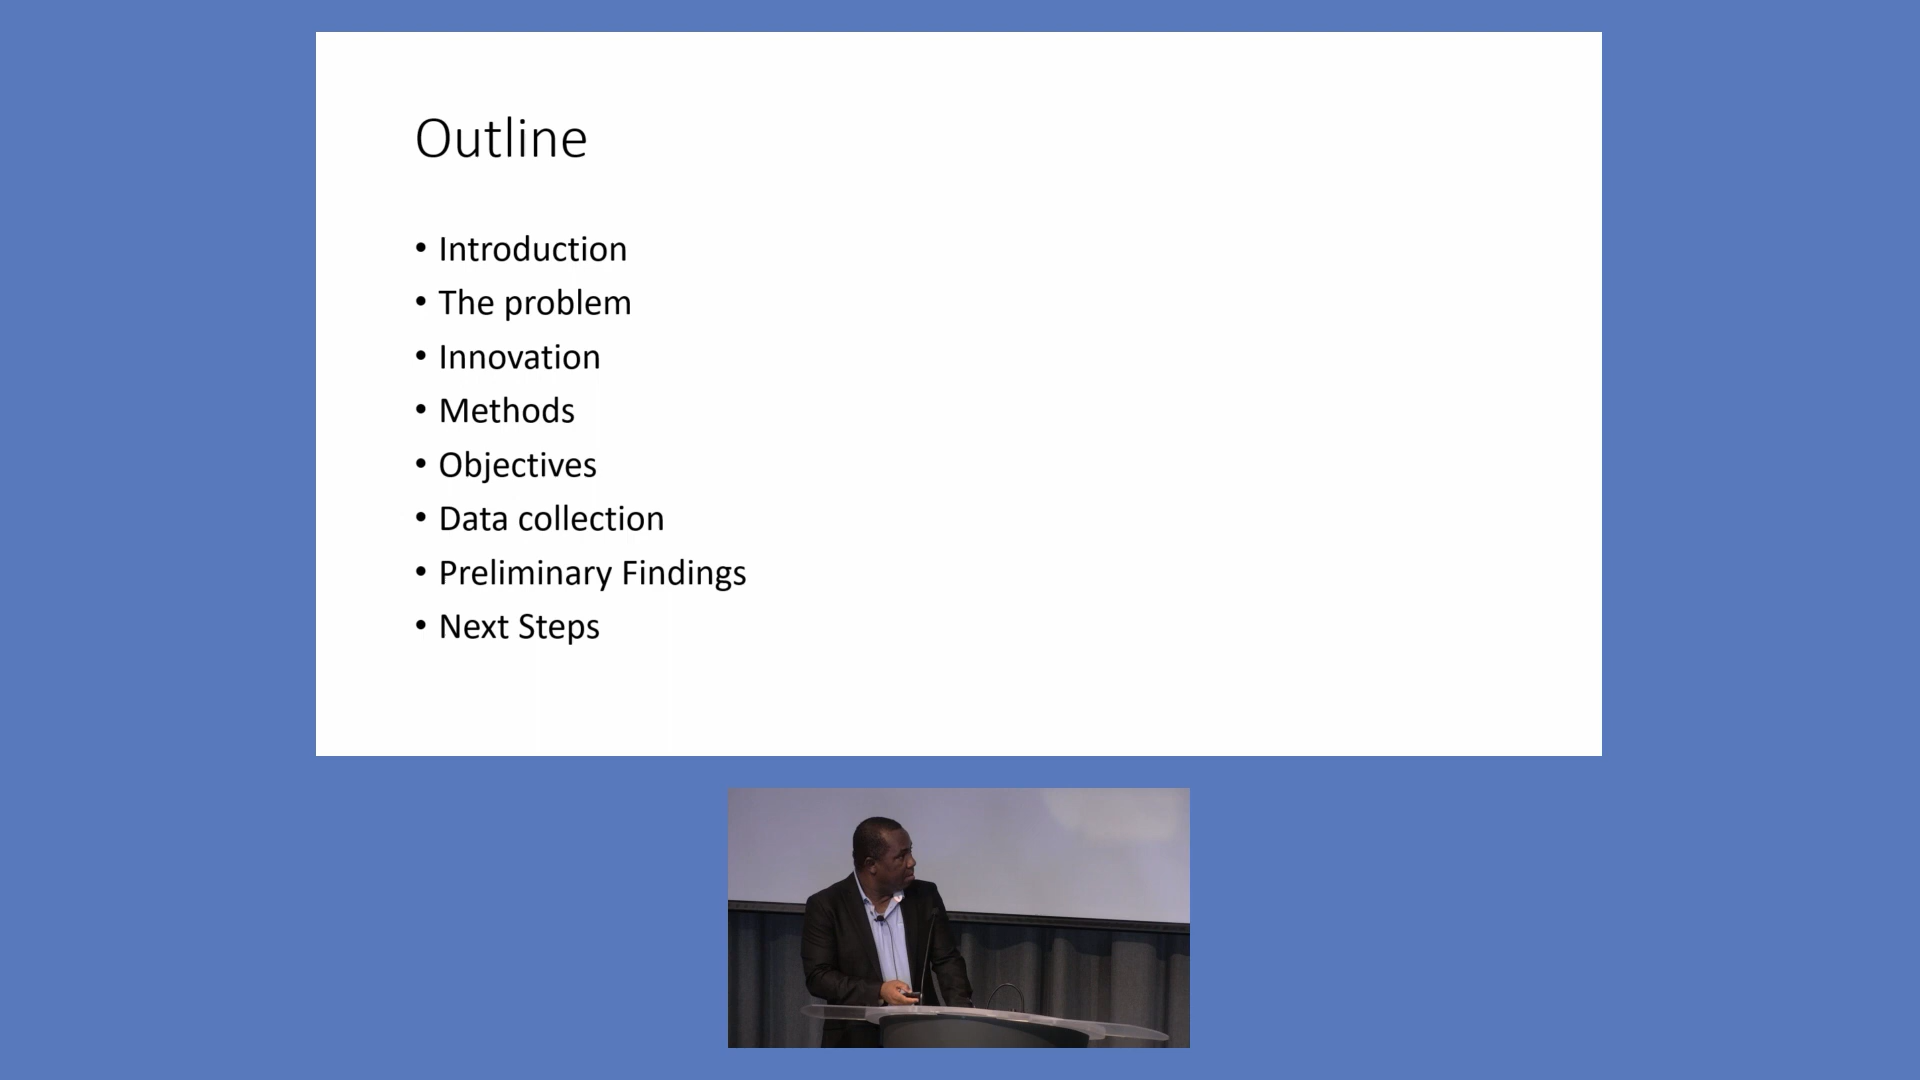 Outline
• Introduction
• The problem
• Innovation
• Methods
• Objectives
• Data collection
• Preliminary Findings
• Next Steps